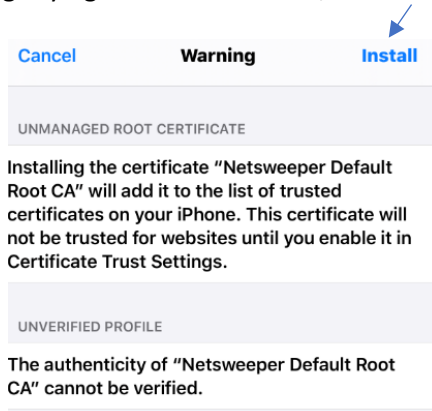 Cancel Warning Install
UNMANAGED ROOT CERTIFICATE
Installing the certificate “Netsweeper Default
Root CA” will add it to the list of trusted
certificates on your iPhone. This certificate will
not be trusted for websites until you enable it in
Certificate Trust Settings.
UNVERIFIED PROFILE
The authenticity of “Netsweeper Default Root
CA” cannot be verified.